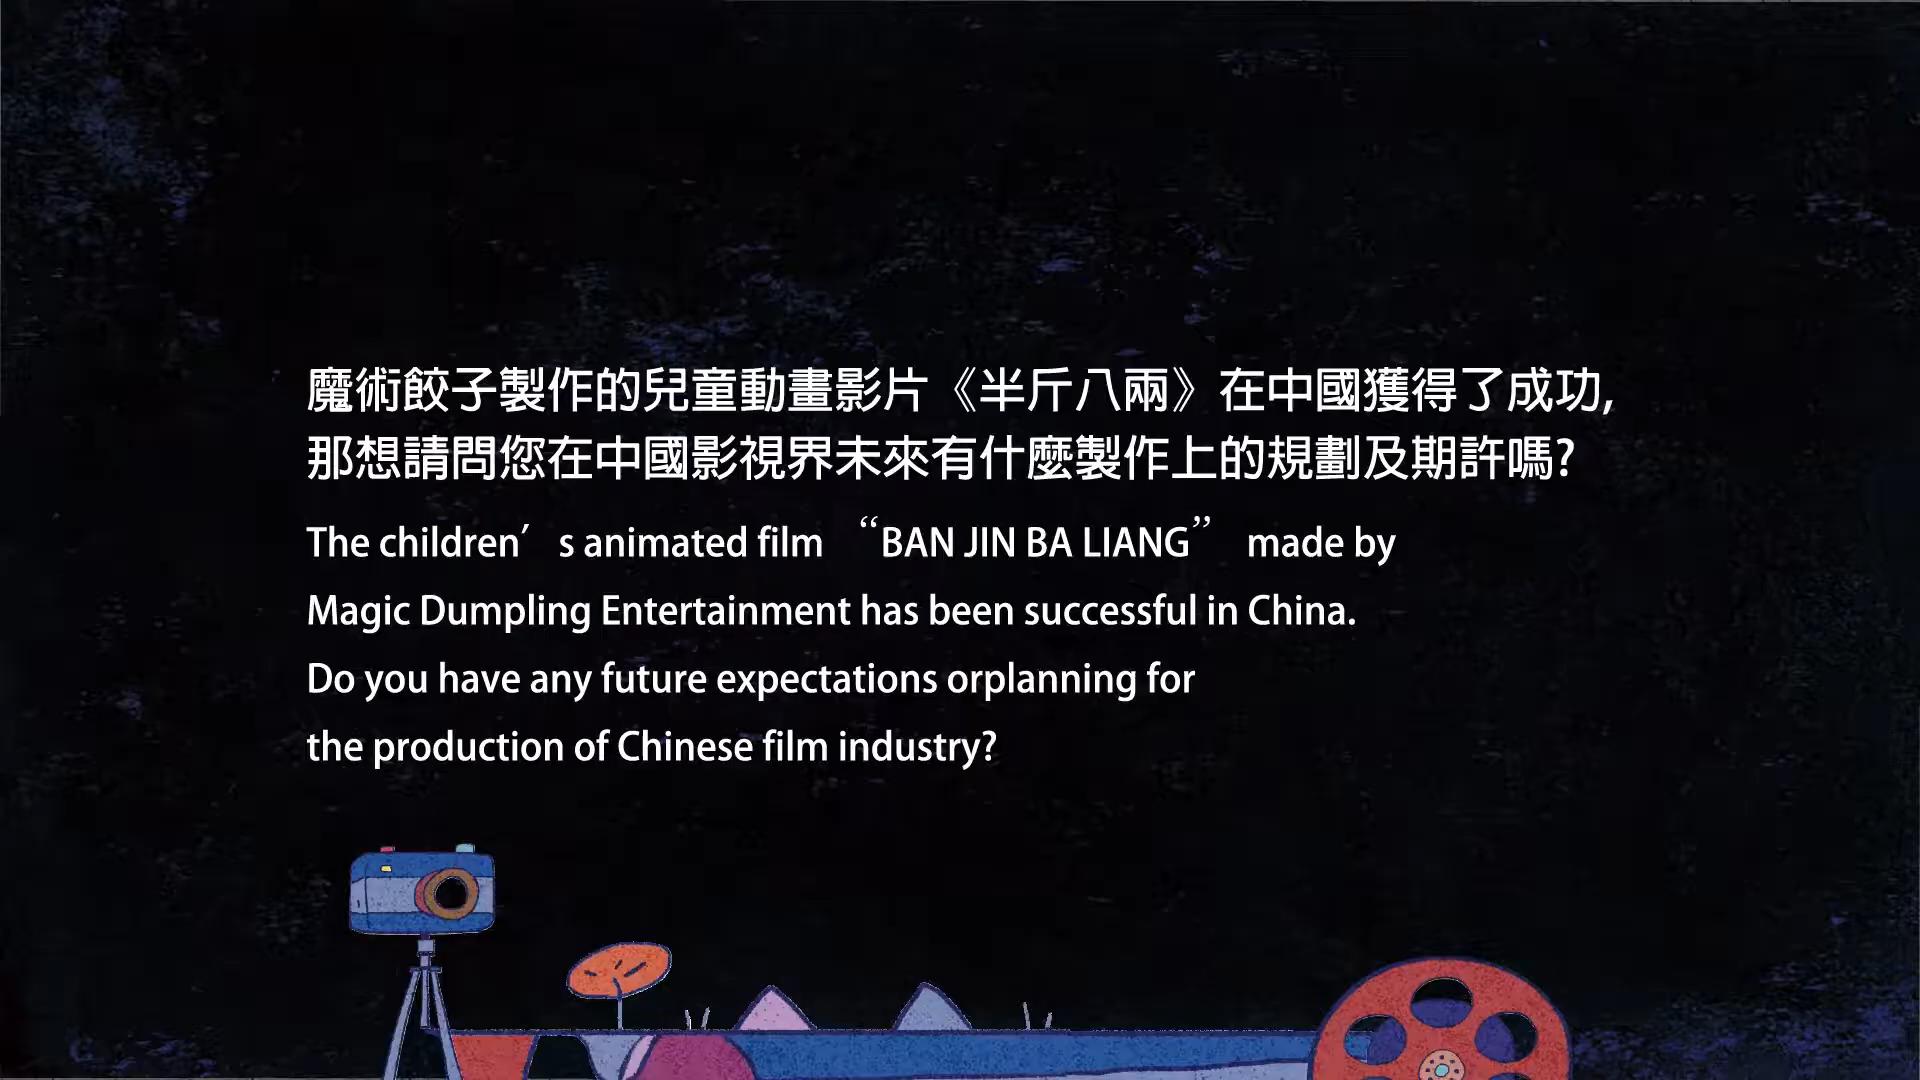 魔術餃子製作的兒童動畫影片《半斤八兩》在中國獲得了成功,
那想請問您在中國影視界未來有什麼製作上的規劃及期許嗎?
The children’s animated film “BAN JIN BA LIANG” made by
Magic Dumpling Entertainment has been successful in China.
Do you have any future expectations orplanning for
the production of Chinese film industry?